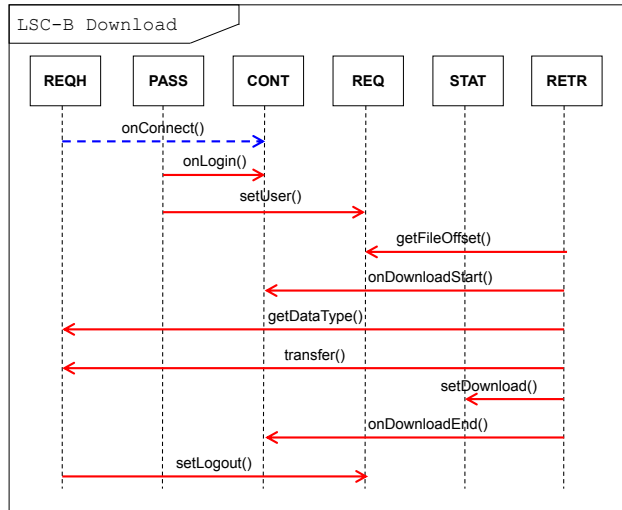 LSC-B Download
REQH PASS CONT REQ STAT RETR
onConnect()
onLogin()
setUser()
getFileOffset()
onDownloadStart()
getDataType()
transfer()
setDownload()
onDownloadEnd()
setLogout()